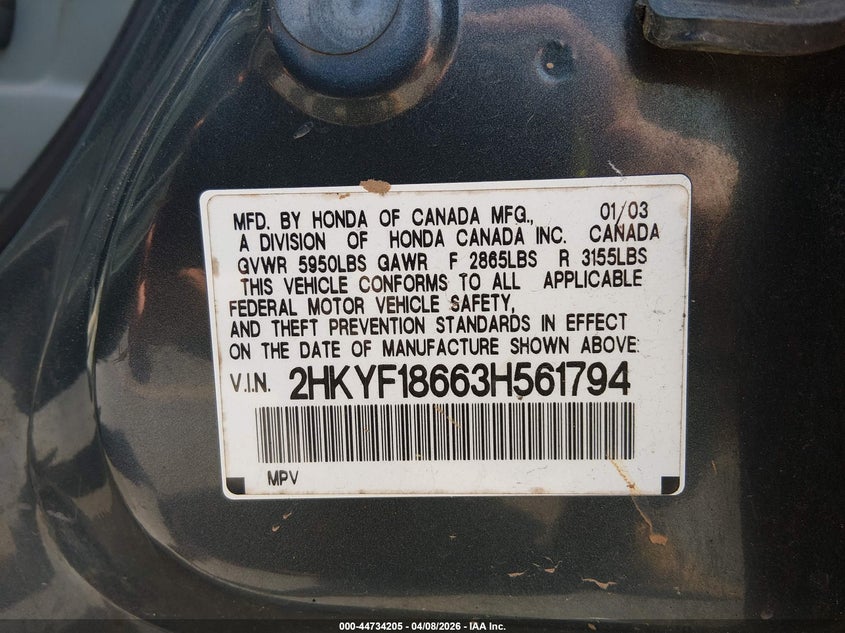 MFD. BY HONDA OF CANADA MFG., 01/03
A DIVISION OF HONDA CANADA INC. CANADA
GVWR 5950LBS GAWR F 2865LBS R 3155LBS
THIS VEHICLE CONFORMS TO ALL APPLICABLE
FEDERAL MOTOR VEHICLE SAFETY,
AND THEFT PREVENTION STANDARDS IN EFFECT
ON THE DATE OF MANUFACTURE SHOWN ABOVE.
V.I.N. 2HKYF18663H561794
MPV
000-44734205 - 04/08/2026 - IAA Inc.